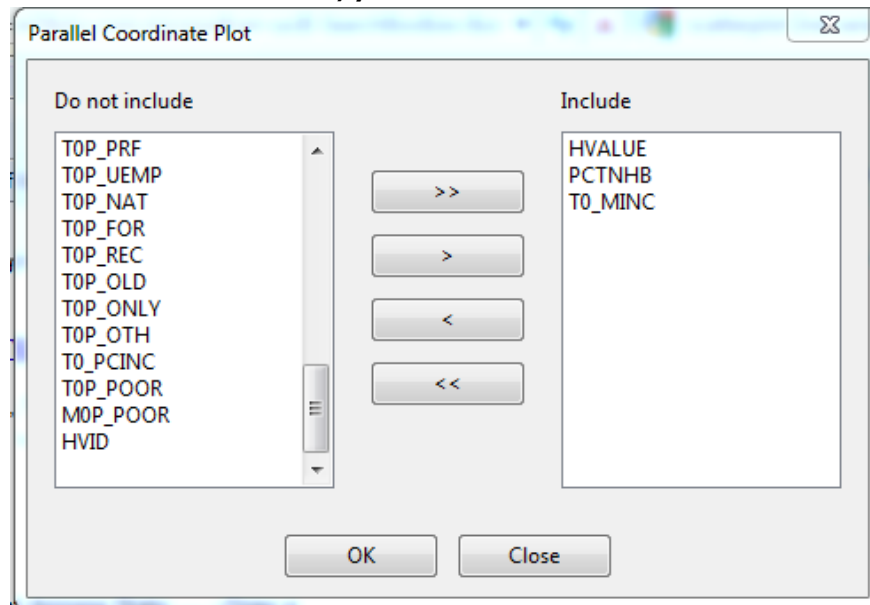 Parallel Coordinate Plot
Do not include
Include
T0P_PRF
T0P_UEMP
T0P_NAT
T0P_FOR
T0P_REC
T0P_OLD
T0P_ONLY
T0P_OTH
T0_PCINC
T0P_POOR
M0P_POOR
HVID
>>
>
<
<<
HVALUE
PCTNHB
T0_MINC
OK
Close